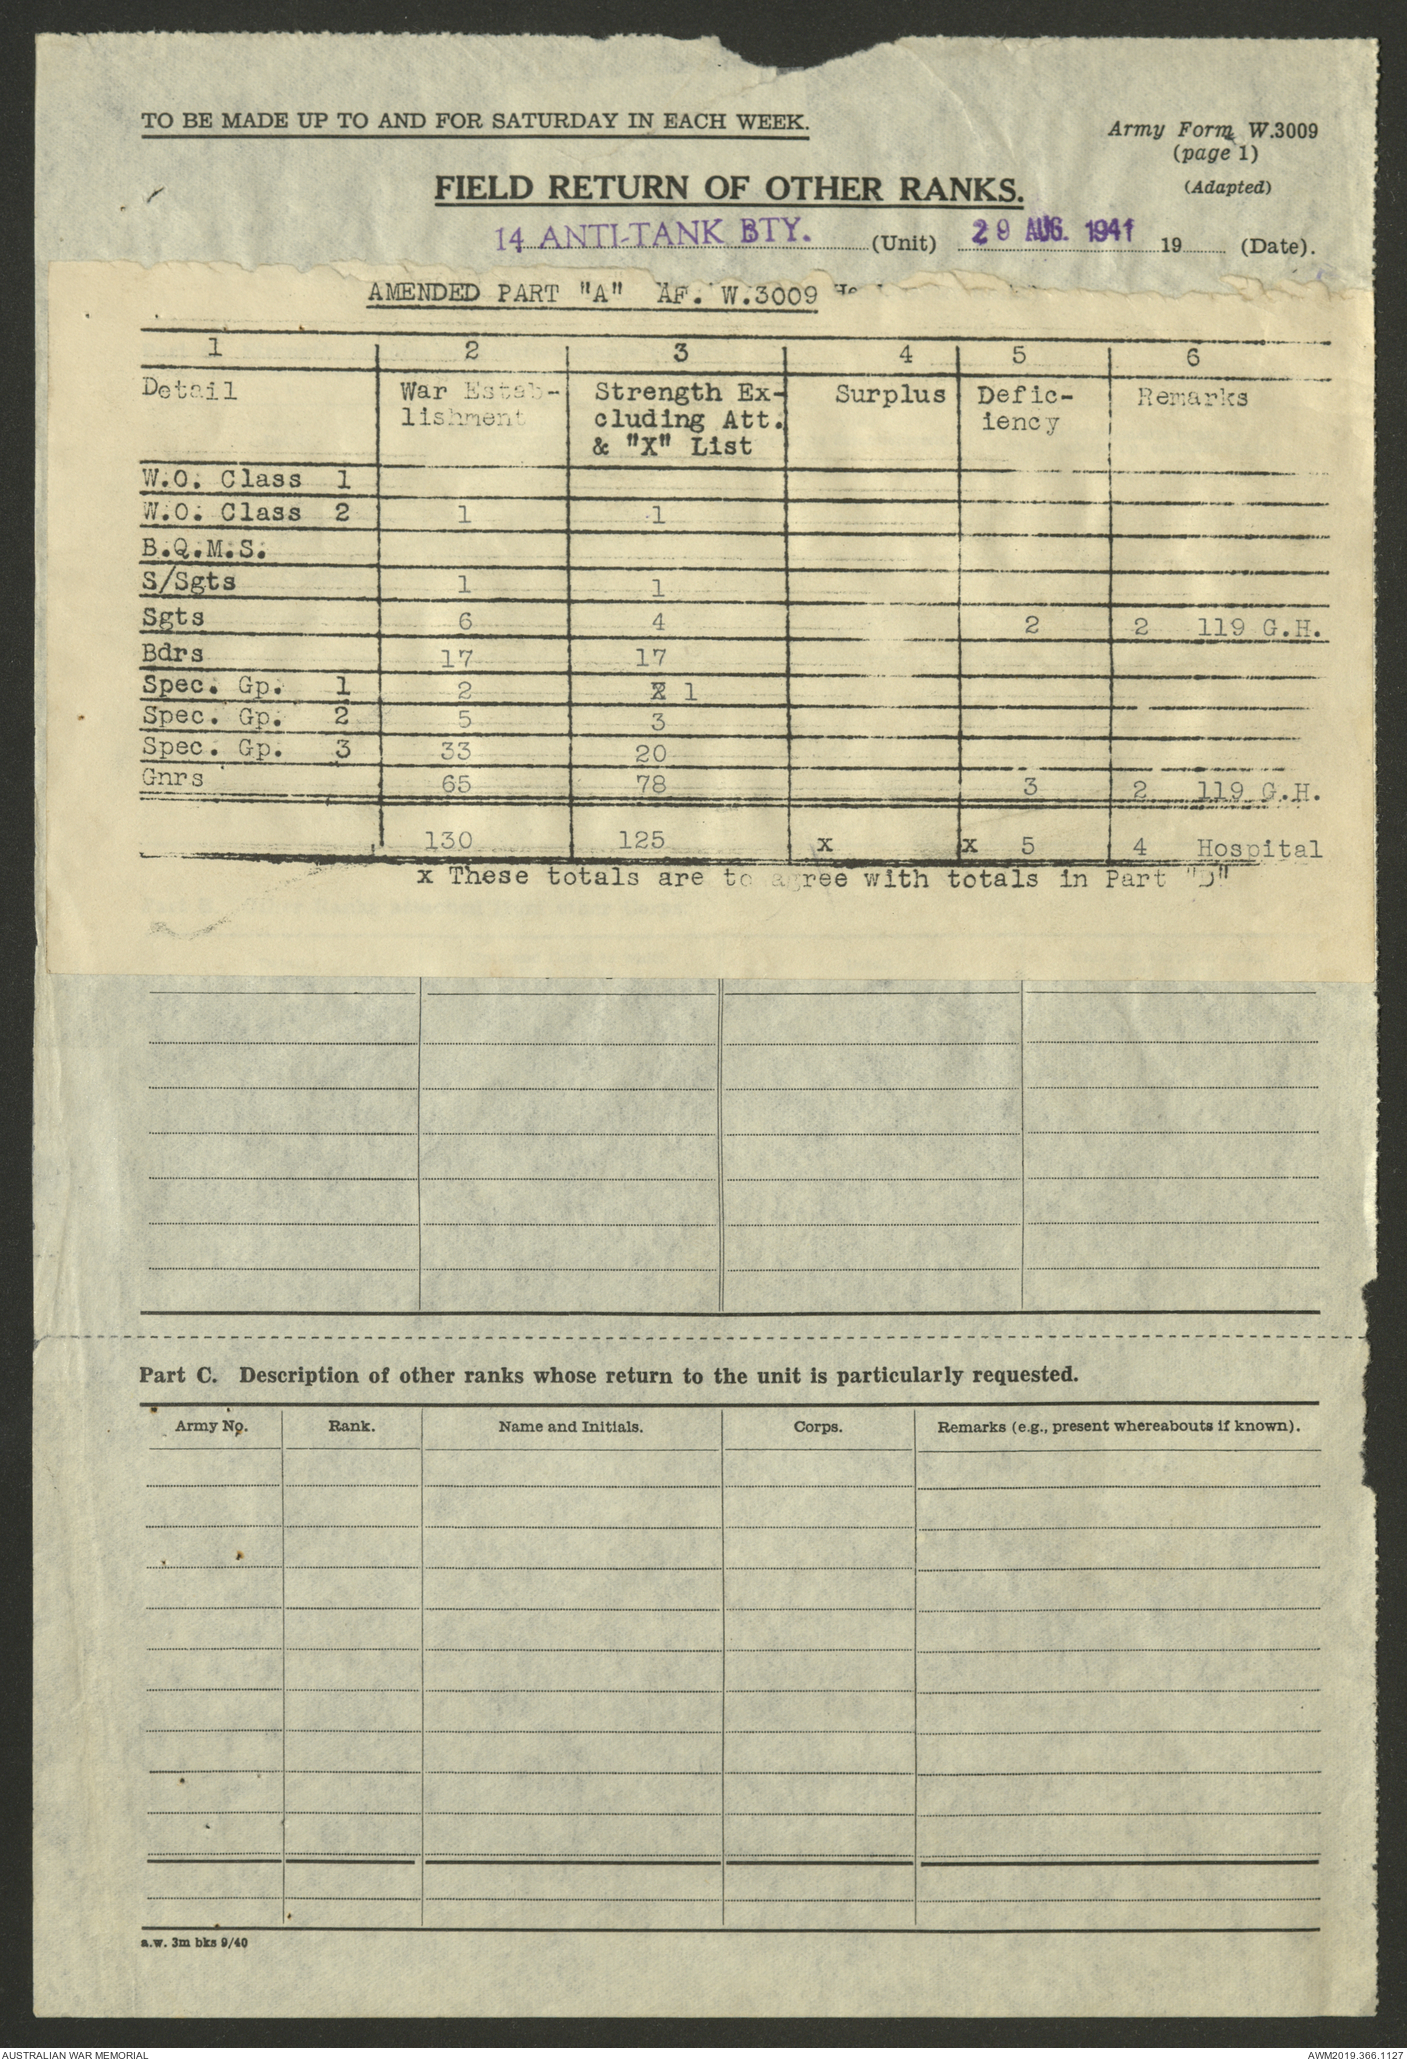 TO BE MADE UP TO AND FOR SATURDAY IN EACH WEEK.
Army Form W.3009
(page 1)
(Adapted)
FIELD RETURN OF OTHER RANKS.
14 ANTI-TANK BTY. (Unit) 29 AUG. 1941 19 (Date).
AMENDED PART "A" AF. W.3009
1 2 3 4 5 6
Detail War Estab- Strength Ex- Surplus Defic- Remarks
lishment cluding Att. iency
& "X" List
W.O. Class 1
W.O. Class 2 1 1
B.Q.M.S.
S/Sgts 1 1
Sgts 6 4 2 2 119 G.H.
Bdrs 17 17
Spec. Gp. 1 2 1
Spec. Gp. 2 5 3
Spec. Gp. 3 33 20
Gnrs 65 78 3 2 119 G.H.
130 125 x x 5 4 Hospital
x These totals are to agree with totals in Part "D"
Part C. Description of other ranks whose return to the unit is particularly requested.
Army No. Rank. Name and Initials. Corps. Remarks (e.g., present whereabouts if known).
a.w. 3m bks 9/40
AUSTRALIAN WAR MEMORIAL
AWM2019.366.1127